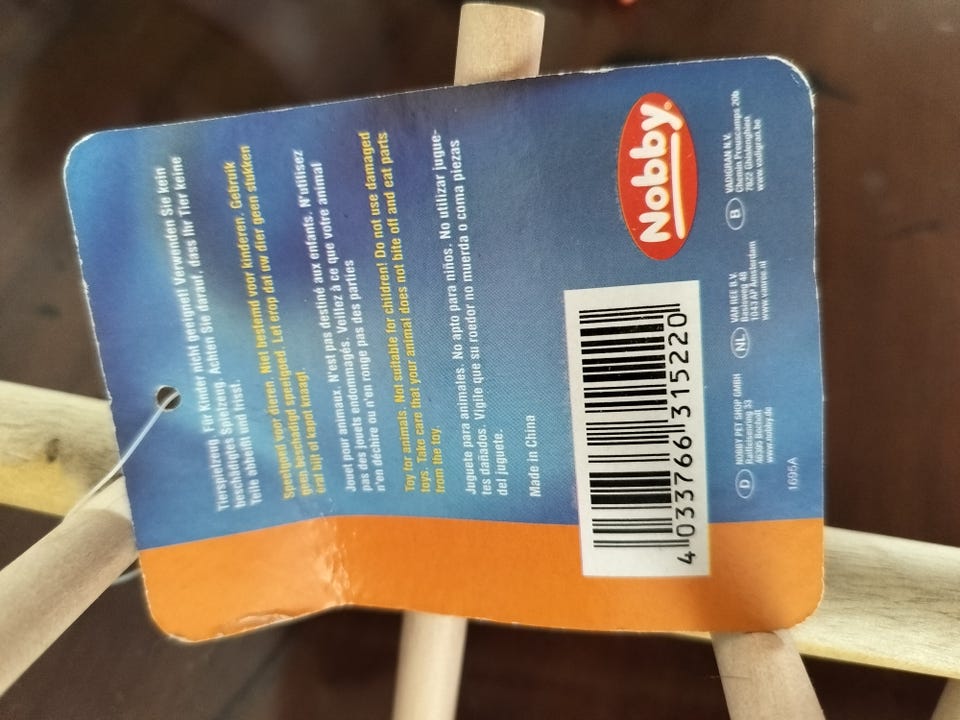 Tierspielzeug. Für Kinder nicht geeignet! Verwenden Sie kein
beschädigtes Spielzeug. Achten Sie darauf, dass Ihr Tier keine
Teile abbeißt und frisst.
Speelgoed voor dieren. Niet bestemd voor kinderen. Gebruik
geen beschadigd speelgoed. Let erop dat uw dier geen stukken
eraf bijt of kapot knaagt.
Jouet pour animaux. N'est pas destiné aux enfants. N'utilisez
pas des jouets endommagés. Veillez à ce que votre animal
n'en déchire ou n'en ronge pas des parties
Toy for animals. Not suitable for children! Do not use damaged
toys. Take care that your animal does not bite off and eat parts
from the toy.
Juguete para animales. No apto para niños. No utilizar jugue-
tes dañados. Vigile que su roedor no muerda o coma piezas
del juguete.
Made in China
4 033766 315220
Nobby
D
NOBBY PET SHOP GMBH
46395 Bocholt
www.nobby.de
NL
VAN REE B.V.
1043 AP Amsterdam
www.vanree.nl
B
VADIGRAN N.V.
Chemin Preuscamps 20b
7822 Ghislenghien
www.vadigran.be
1695A